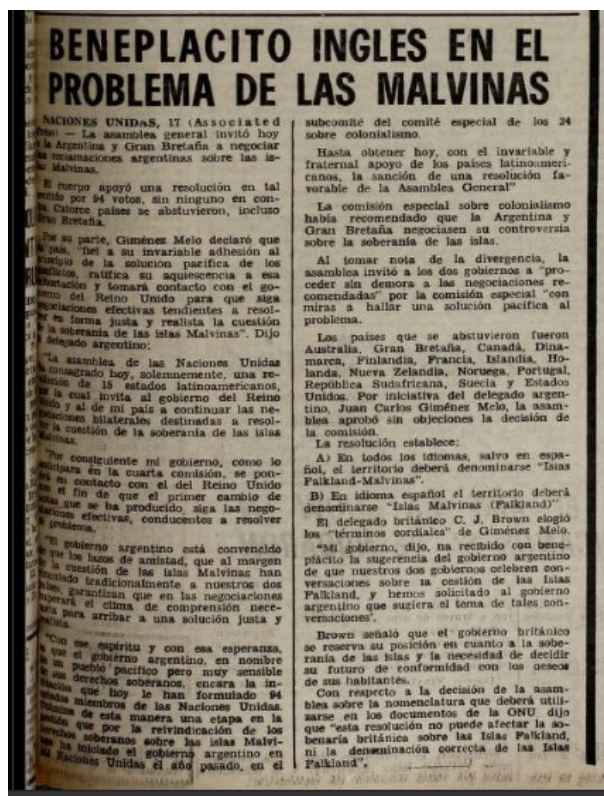 BENEPLACITO INGLES EN EL
PROBLEMA DE LAS MALVINAS
NACIONES UNIDAS, 17 (Associated
— La asamblea general invitó hoy
la Argentina y Gran Bretaña a negociar
reclamaciones argentinas sobre las is-
Malvinas.
El cuerpo apoyó una resolución en tal
por 94 votos, sin ninguno en con-
Catorce países se abstuvieron, incluso
Gran Bretaña.
Por su parte, Giménez Melo declaró que
país, "fiel a su invariable adhesión al
principio de la solución pacífica de los
ratifica su aquiescencia a esa
y tomará contacto con el go-
del Reino Unido para que siga
efectivas tendientes a resol-
en forma justa y realista la cuestión
la soberanía de las islas Malvinas". Dijo
delegado argentino:
"La asamblea de las Naciones Unidas
consagrado hoy, solemnemente, una re-
de 15 estados latinoamericanos,
la cual invita al gobierno del Reino
y al de mi país a continuar las ne-
bilaterales destinadas a resol-
la cuestión de la soberanía de las islas
Malvinas.
"Por consiguiente mi gobierno, como lo
en la cuarta comisión, se pon-
en contacto con el del Reino Unido
el fin de que el primer cambio de
que se ha producido, siga las nego-
efectivas, conducentes a resolver
problema.
"El gobierno argentino está convencido
que los lazos de amistad, que al margen
la cuestión de las islas Malvinas han
tradicionalmente a nuestros dos
garantizan que en las negociaciones
el clima de comprensión nece-
para arribar a una solución justa y
"Con ese espíritu y con esa esperanza,
que el gobierno argentino, en nombre
un pueblo pacífico pero muy sensible
sus derechos soberanos, encara la in-
que hoy le han formulado 94
miembros de las Naciones Unidas.
de esta manera una etapa en la
que por la reivindicación de los
derechos soberanos sobre las islas Malvi-
ha iniciado el gobierno argentino en
Naciones Unidas el año pasado, en el
subcomité del comité especial de los 24
sobre colonialismo.
Hasta obtener hoy, con el invariable y
fraternal apoyo de los países latinoameri-
canos, la sanción de una resolución fa-
vorable de la Asamblea General"
La comisión especial sobre colonialismo
había recomendado que la Argentina y
Gran Bretaña negociasen su controversia
sobre la soberanía de las islas.
Al tomar nota de la divergencia, la
asamblea invitó a los dos gobiernos a "pro-
ceder sin demora a las negociaciones re-
comendadas" por la comisión especial "con
miras a hallar una solución pacífica al
problema.
Los países que se abstuvieron fueron
Australia, Gran Bretaña, Canadá, Dina-
marca, Finlandia, Francia, Islandia, Ho-
landa, Nueva Zelandia, Noruega, Portugal,
República Sudafricana, Suecia y Estados
Unidos. Por iniciativa del delegado argen-
tino, Juan Carlos Giménez Melo, la asam-
blea aprobó sin objeciones la decisión de
la comisión.
La resolución establece:
A) En todos los idiomas, salvo en espa-
ñol, el territorio deberá denominarse "Islas
Falkland-Malvinas".
B) En idioma español el territorio deberá
denominarse "Islas Malvinas (Falkland)"
El delegado británico C. J. Brown elogió
los "términos cordiales" de Giménez Melo.
"Mi gobierno, dijo, ha recibido con bene-
plácito la sugerencia del gobierno argentino
de que nuestros dos gobiernos celebren con-
versaciones sobre la cestión de las Islas
Falkland, y hemos solicitado al gobierno
argentino que sugiera el tema de tales con-
versaciones'.
Brown señaló que el gobierno británico
se reserva su posición en cuanto a la sobe-
ranía de las islas y la necesidad de decidir
su futuro de conformidad con los deseos
de sus habitantes.
Con respecto a la decisión de la asam-
blea sobre la nomenclatura que deberá utili-
zarse en los documentos de la ONU dijo
que "esta resolución no puede afectar la so-
benaría británica sobre las Islas Falkland,
ni la denominación correcta de las Islas
Falkland".